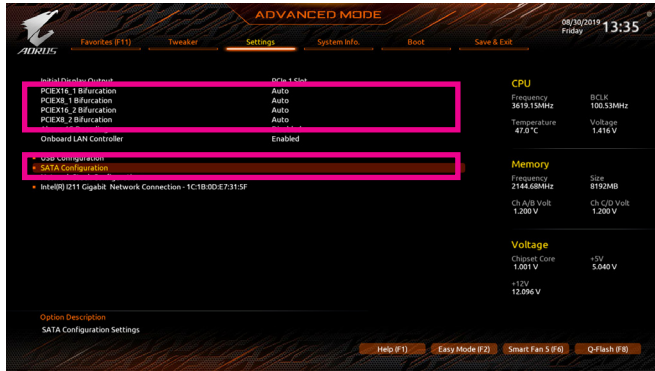 ADVANCED MODE
08/30/2019 Friday 13:35
AORUS
Favorites (F11) Tweaker Settings System Info. Boot Save & Exit
Initial Display Output PCIe 1 Slot
PCIEX16_1 Bifurcation Auto
PCIEX8_1 Bifurcation Auto
PCIEX16_2 Bifurcation Auto
PCIEX8_2 Bifurcation Auto
Onboard LAN Controller Enabled
USB Configuration
SATA Configuration
Intel(R) I211 Gigabit Network Connection - 1C:1B:0D:E7:31:5F
CPU
Frequency BCLK
3619.15MHz 100.53MHz
Temperature Voltage
47.0 °C 1.416 V
Memory
Frequency Size
2144.68MHz 8192MB
Ch A/B Volt Ch C/D Volt
1.200 V 1.200 V
Voltage
Chipset Core +5V
1.001 V 5.040 V
+12V
12.096 V
Option Description
SATA Configuration Settings
Help (F1) Easy Mode (F2) Smart Fan 5 (F6) Q-Flash (F8)